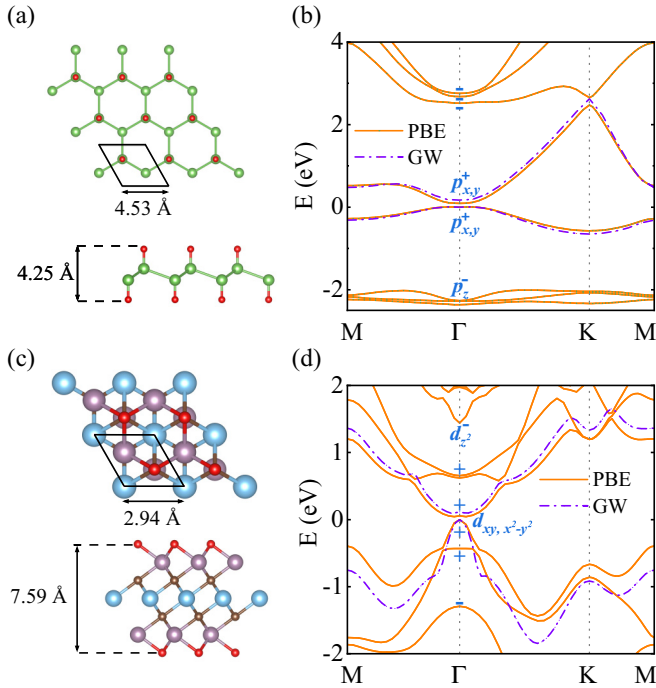 (a)
4.53 Å
4.25 Å
(b)
E (eV)
4
2
0
-2
PBE
GW
p⁺x,y
p⁺x,y
p⁻z
M Γ K M
(c)
2.94 Å
7.59 Å
(d)
E (eV)
2
1
0
-1
-2
d⁻z²
+
+
d xy, x²-y²
-
+
-
PBE
GW
M Γ K M